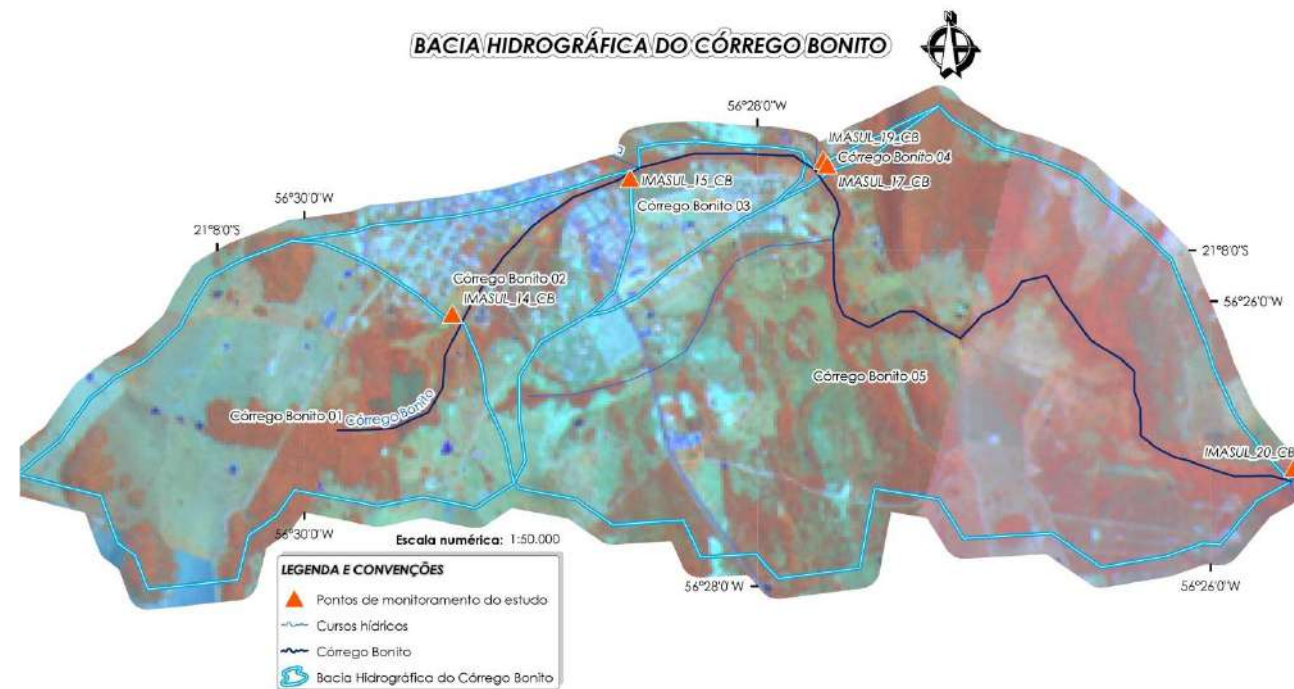 BACIA HIDROGRÁFICA DO CÓRREGO BONITO
N
56°28'0"W
IMASUL_19_CB
Córrego Bonito 04
IMASUL_17_CB
IMASUL_15_CB
Córrego Bonito 03
56°30'0"W
21°8'0"S
21°8'0"S
56°26'0"W
Córrego Bonito 02
IMASUL_14_CB
Córrego Bonito 05
Córrego Bonito 01
Córrego Bonito
IMASUL_20_CB
56°30'0"W
Escala numérica: 1:50.000
56°28'0"W
56°26'0"W
LEGENDA E CONVENÇÕES
Pontos de monitoramento do estudo
Cursos hídricos
Córrego Bonito
Bacia Hidrográfica do Córrego Bonito